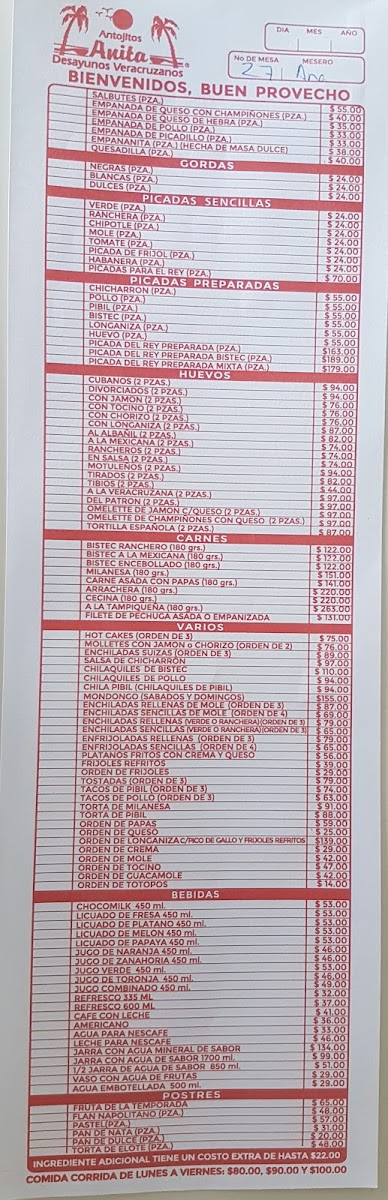 Antojitos
Anita ®
Desayunos Veracruzanos
DIA MES AÑO
No DE MESA MESERO
27 Ana
BIENVENIDOS, BUEN PROVECHO
SALBUTES (PZA.) $ 55.00
EMPANADA DE QUESO CON CHAMPIÑONES (PZA.) $ 40.00
EMPANADA DE QUESO DE HEBRA (PZA.) $ 35.00
EMPANADA DE POLLO (PZA.) $ 33.00
EMPANADA DE PICADILLO (PZA.) $ 33.00
EMPANANITA (PZA.) (HECHA DE MASA DULCE) $ 38.00
QUESADILLA (PZA.) $ 40.00
GORDAS
NEGRAS (PZA.) $ 24.00
BLANCAS (PZA.) $ 24.00
DULCES (PZA.) $ 24.00
PICADAS SENCILLAS
VERDE (PZA.) $ 24.00
RANCHERA (PZA.) $ 24.00
CHIPOTLE (PZA.) $ 24.00
MOLE (PZA.) $ 24.00
TOMATE (PZA.) $ 24.00
PICADA DE FRIJOL (PZA.) $ 24.00
HABANERA (PZA.) $ 24.00
PICADAS PARA EL REY (PZA.) $ 70.00
PICADAS PREPARADAS
CHICHARRON (PZA.) $ 55.00
POLLO (PZA.) $ 55.00
PIBIL (PZA.) $ 55.00
BISTEC (PZA.) $ 55.00
LONGANIZA (PZA.) $ 55.00
HUEVO (PZA.) $ 55.00
PICADA DEL REY PREPARADA (PZA.) $163.00
PICADA DEL REY PREPARADA BISTEC (PZA.) $189.00
PICADA DEL REY PREPARADA MIXTA (PZA.) $179.00
HUEVOS
CUBANOS (2 PZAS.) $ 94.00
DIVORCIADOS (2 PZAS.) $ 94.00
CON JAMON (2 PZAS.) $ 76.00
CON TOCINO (2 PZAS.) $ 76.00
CON CHORIZO (2 PZAS.) $ 76.00
CON LONGANIZA (2 PZAS.) $ 87.00
AL ALBAÑIL (2 PZAS.) $ 82.00
A LA MEXICANA (2 PZAS.) $ 74.00
RANCHEROS (2 PZAS.) $ 74.00
EN SALSA (2 PZAS.) $ 74.00
MOTULEÑOS (2 PZAS.) $ 94.00
TIRADOS (2 PZAS.) $ 82.00
TIBIOS (2 PZAS.) $ 44.00
A LA VERACRUZANA (2 PZAS.) $ 97.00
DEL PATRON (2 PZAS.) $ 97.00
OMELETTE DE JAMON C/QUESO (2 PZAS.) $ 97.00
OMELETTE DE CHAMPIÑONES CON QUESO (2 PZAS.) $ 97.00
TORTILLA ESPAÑOLA (2 PZAS.) $ 87.00
CARNES
BISTEC RANCHERO (180 grs.) $ 122.00
BISTEC A LA MEXICANA (180 grs.) $ 122.00
BISTEC ENCEBOLLADO (180 grs.) $ 122.00
MILANESA (180 grs.) $ 151.00
CARNE ASADA CON PAPAS (180 grs.) $ 141.00
ARRACHERA (180 grs.) $ 220.00
CECINA (180 grs.) $ 220.00
A LA TAMPIQUEÑA (180 grs.) $ 263.00
FILETE DE PECHUGA ASADA O EMPANIZADA $ 131.00
VARIOS
HOT CAKES (ORDEN DE 3) $ 75.00
MOLLETES CON JAMON o CHORIZO (ORDEN DE 2) $ 76.00
ENCHILADAS SUIZAS (ORDEN DE 3) $ 89.00
SALSA DE CHICHARRON $ 97.00
CHILAQUILES DE BISTEC $ 110.00
CHILAQUILES DE POLLO $ 94.00
CHILA PIBIL (CHILAQUILES DE PIBIL) $ 94.00
MONDONGO (SABADOS Y DOMINGOS) $155.00
ENCHILADAS RELLENAS DE MOLE (ORDEN DE 3) $ 87.00
ENCHILADAS SENCILLAS DE MOLE (ORDEN DE 4) $ 69.00
ENCHILADAS RELLENAS (VERDE O RANCHERA)(ORDEN DE 3) $ 79.00
ENCHILADAS SENCILLAS (VERDE O RANCHERA)(ORDEN DE 3) $ 65.00
ENFRIJOLADAS RELLENAS (ORDEN DE 3) $ 79.00
ENFRIJOLADAS SENCILLAS (ORDEN DE 4) $ 65.00
PLATANOS FRITOS CON CREMA Y QUESO $ 56.00
FRIJOLES REFRITOS $ 39.00
ORDEN DE FRIJOLES $ 29.00
TOSTADAS (ORDEN DE 3) $ 79.00
TACOS DE PIBIL (ORDEN DE 3) $ 74.00
TACOS DE POLLO (ORDEN DE 3) $ 63.00
TORTA DE MILANESA $ 91.00
TORTA DE PIBIL $ 88.00
ORDEN DE PAPAS $ 59.00
ORDEN DE QUESO $ 25.00
ORDEN DE LONGANIZA C/PICO DE GALLO Y FRIJOLES REFRITOS $139.00
ORDEN DE CREMA $ 29.00
ORDEN DE MOLE $ 42.00
ORDEN DE TOCINO $ 47.00
ORDEN DE GUACAMOLE $ 42.00
ORDEN DE TOTOPOS $ 14.00
BEBIDAS
CHOCOMILK 450 ml. $ 53.00
LICUADO DE FRESA 450 ml. $ 53.00
LICUADO DE PLATANO 450 ml. $ 53.00
LICUADO DE MELON 450 ml. $ 53.00
LICUADO DE PAPAYA 450 ml. $ 53.00
JUGO DE NARANJA 450 ml. $ 46.00
JUGO DE ZANAHORIA 450 ml. $ 46.00
JUGO VERDE 450 ml. $ 53.00
JUGO DE TORONJA 450 ml. $ 46.00
JUGO COMBINADO 450 ml. $ 49.00
REFRESCO 335 ML $ 32.00
REFRESCO 600 ML $ 37.00
CAFE CON LECHE $ 41.00
AMERICANO $ 36.00
AGUA PARA NESCAFE $ 33.00
LECHE PARA NESCAFE $ 46.00
JARRA CON AGUA MINERAL DE SABOR $ 134.00
JARRA CON AGUA DE SABOR 1700 ml. $ 99.00
1/2 JARRA DE AGUA DE SABOR 850 ml. $ 51.00
VASO CON AGUA DE FRUTAS $ 29.00
AGUA EMBOTELLADA 500 ml. $ 29.00
POSTRES
FRUTA DE LA TEMPORADA $ 65.00
FLAN NAPOLITANO (PZA.) $ 48.00
PASTEL(PZA.) $ 57.00
PAN DE NATA (PZA.) $ 31.00
PAN DE DULCE (PZA.) $ 20.00
TORTA DE ELOTE (PZA.) $ 48.00
INGREDIENTE ADICIONAL TIENE UN COSTO EXTRA DE HASTA $22.00
COMIDA CORRIDA DE LUNES A VIERNES: $80.00, $90.00 Y $100.00